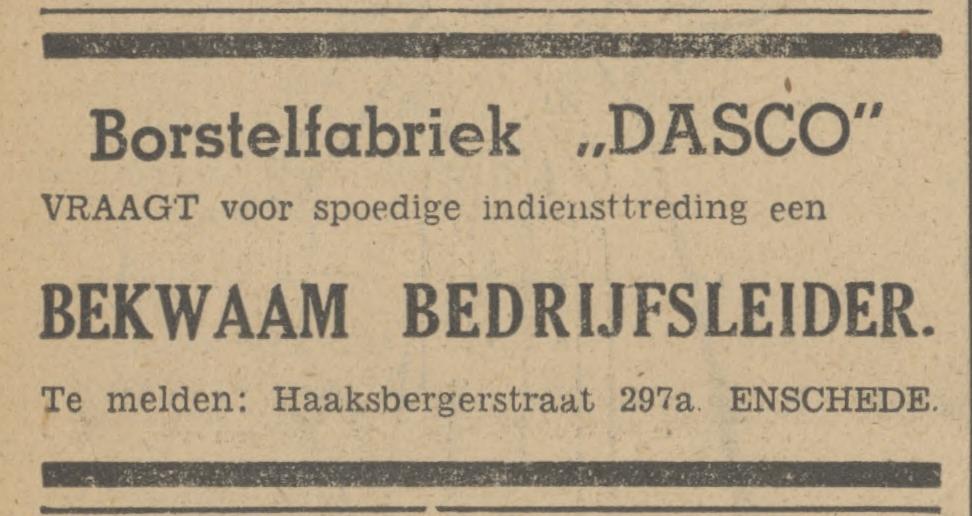 Borstelfabriek „DASCO”
VRAAGT voor spoedige indiensttreding een
BEKWAAM BEDRIJFSLEIDER.
Te melden: Haaksbergerstraat 297a. ENSCHEDE.